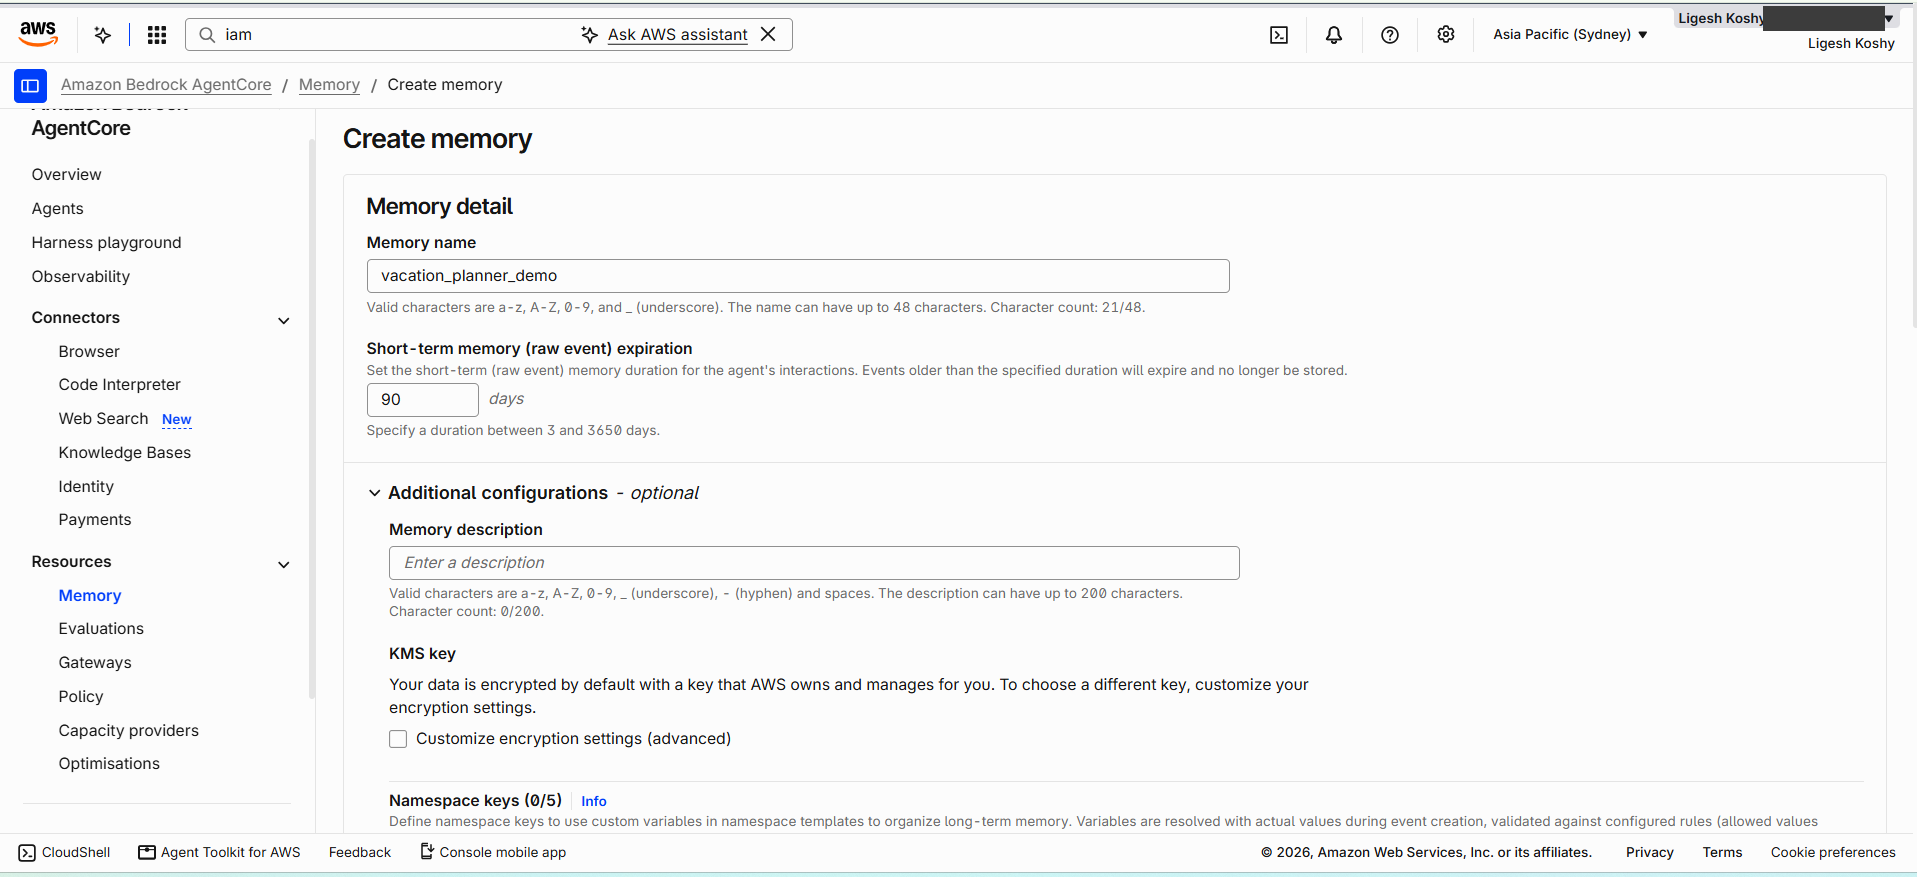 aws
iam
Ask AWS assistant
Asia Pacific (Sydney)
Ligesh Koshy
Ligesh Koshy
Amazon Bedrock AgentCore / Memory / Create memory
Amazon Bedrock
AgentCore
Overview
Agents
Harness playground
Observability
Connectors
Browser
Code Interpreter
Web Search New
Knowledge Bases
Identity
Payments
Resources
Memory
Evaluations
Gateways
Policy
Capacity providers
Optimisations
Create memory
Memory detail
Memory name
vacation_planner_demo
Valid characters are a-z, A-Z, 0-9, and _ (underscore). The name can have up to 48 characters. Character count: 21/48.
Short-term memory (raw event) expiration
Set the short-term (raw event) memory duration for the agent's interactions. Events older than the specified duration will expire and no longer be stored.
90 days
Specify a duration between 3 and 3650 days.
Additional configurations - optional
Memory description
Enter a description
Valid characters are a-z, A-Z, 0-9, _ (underscore), - (hyphen) and spaces. The description can have up to 200 characters.
Character count: 0/200.
KMS key
Your data is encrypted by default with a key that AWS owns and manages for you. To choose a different key, customize your
encryption settings.
Customize encryption settings (advanced)
Namespace keys (0/5) Info
Define namespace keys to use custom variables in namespace templates to organize long-term memory. Variables are resolved with actual values during event creation, validated against configured rules (allowed values
CloudShell
Agent Toolkit for AWS
Feedback
Console mobile app
© 2026, Amazon Web Services, Inc. or its affiliates.
Privacy
Terms
Cookie preferences